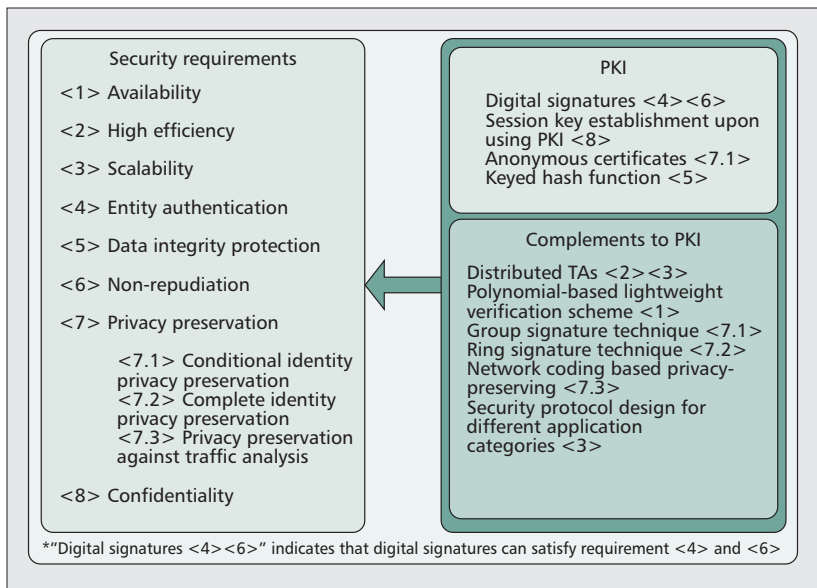 Security requirements
<1> Availability
<2> High efficiency
<3> Scalability
<4> Entity authentication
<5> Data integrity protection
<6> Non-repudiation
<7> Privacy preservation
<7.1> Conditional identity
privacy preservation
<7.2> Complete identity
privacy preservation
<7.3> Privacy preservation
against traffic analysis
<8> Confidentiality
PKI
Digital signatures <4><6>
Session key establishment upon
using PKI <8>
Anonymous certificates <7.1>
Keyed hash function <5>
Complements to PKI
Distributed TAs <2><3>
Polynomial-based lightweight
verification scheme <1>
Group signature technique <7.1>
Ring signature technique <7.2>
Network coding based privacy-
preserving <7.3>
Security protocol design for
different application
categories <3>
*“Digital signatures <4><6>” indicates that digital signatures can satisfy requirement <4> and <6>